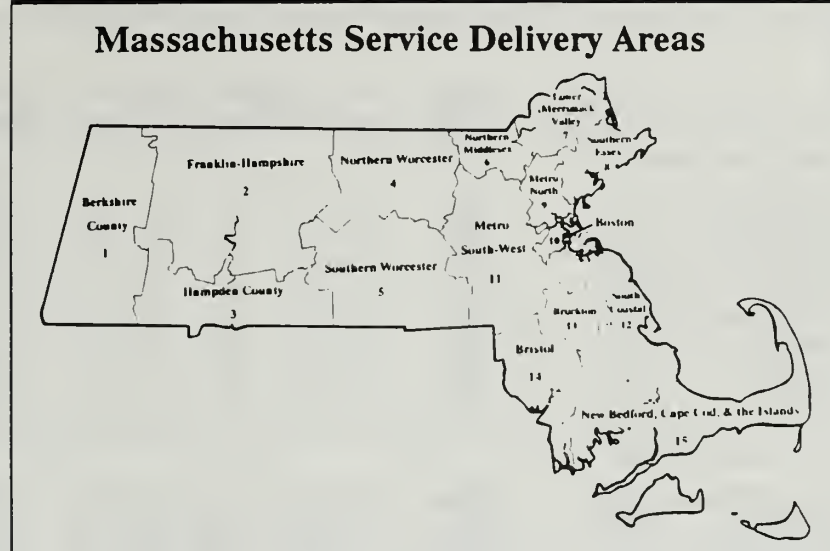 Massachusetts Service Delivery Areas
Lower
Merrimack
Valley
7
Northern
Middlesex
6
Southern
Essex
8
Franklin-Hampshire
2
Northern Worcester
4
Metro
North
9
Berkshire
County
1
Boston
10
Metro
South-West
11
Southern Worcester
5
Hampden County
3
Brockton
South
Coastal
12
Bristol
14
New Bedford, Cape Cod, & the Islands
15